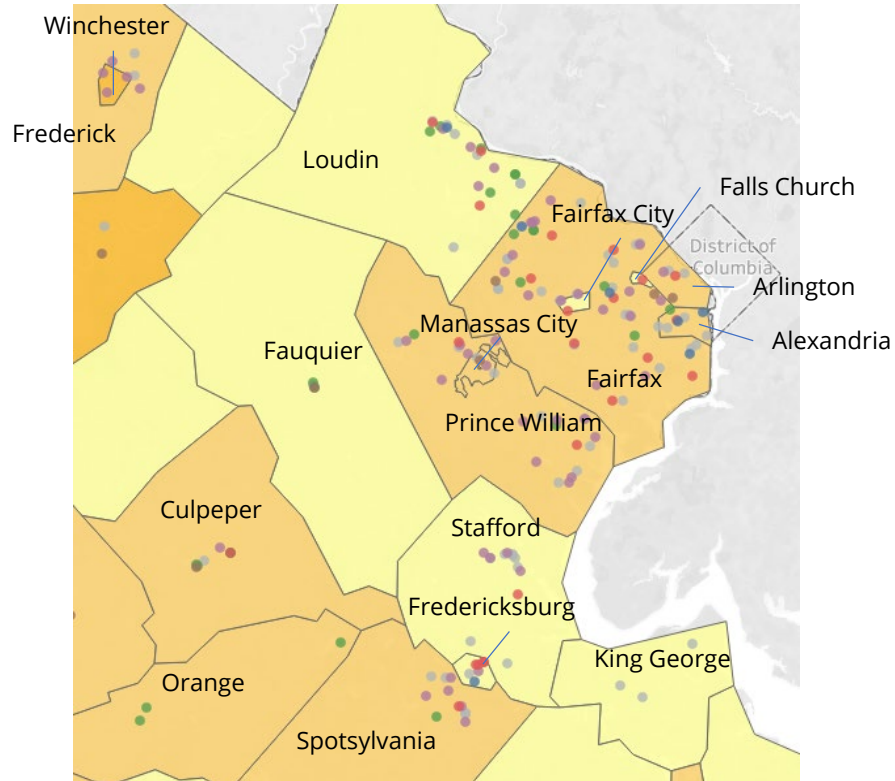 Winchester
Frederick
Loudin
Falls Church
Fairfax City
District of
Columbia
Arlington
Manassas City
Alexandria
Fauquier
Fairfax
Prince William
Culpeper
Stafford
Fredericksburg
King George
Orange
Spotsylvania